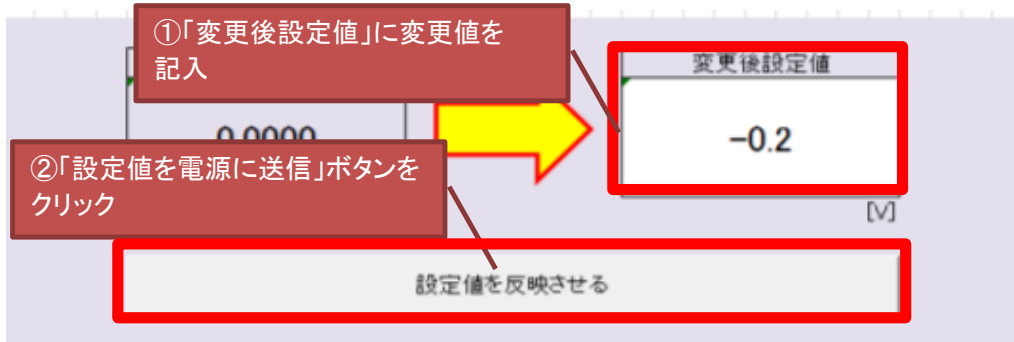 ①「変更後設定値」に変更値を
記入
変更後設定値
0.0000
-0.2
②「設定値を電源に送信」ボタンを
クリック
[V]
設定値を反映させる